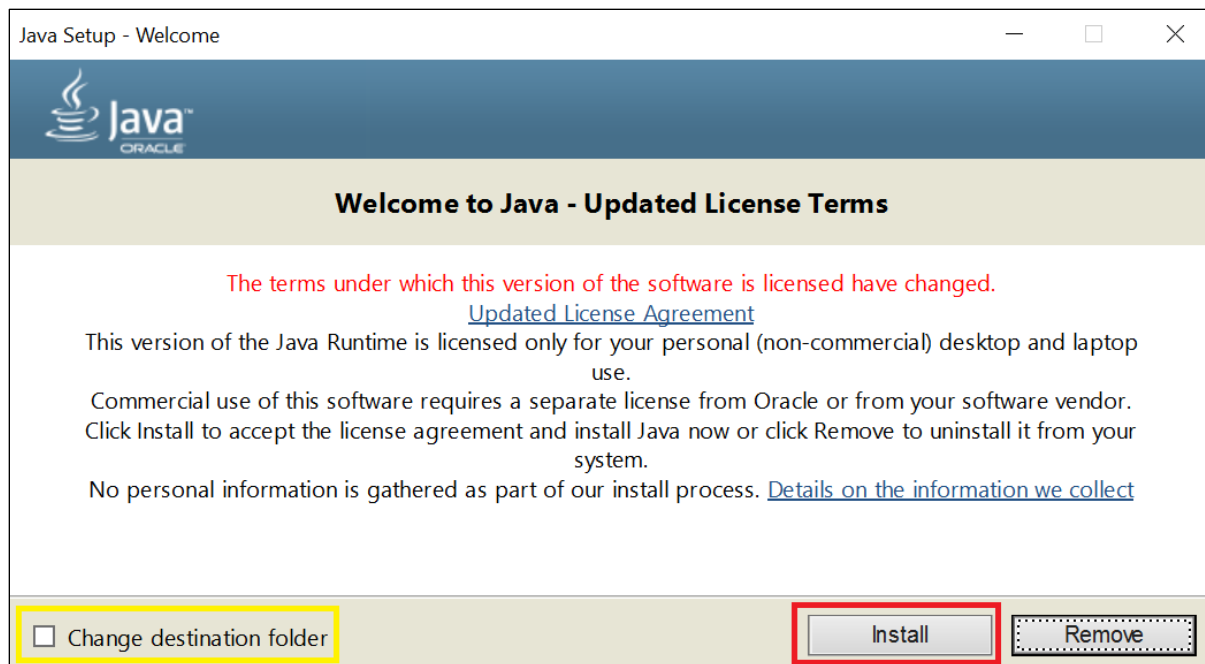 Java Setup - Welcome
Java™
ORACLE
Welcome to Java - Updated License Terms
The terms under which this version of the software is licensed have changed.
Updated License Agreement
This version of the Java Runtime is licensed only for your personal (non-commercial) desktop and laptop
use.
Commercial use of this software requires a separate license from Oracle or from your software vendor.
Click Install to accept the license agreement and install Java now or click Remove to uninstall it from your
system.
No personal information is gathered as part of our install process. Details on the information we collect
Change destination folder
Install
Remove